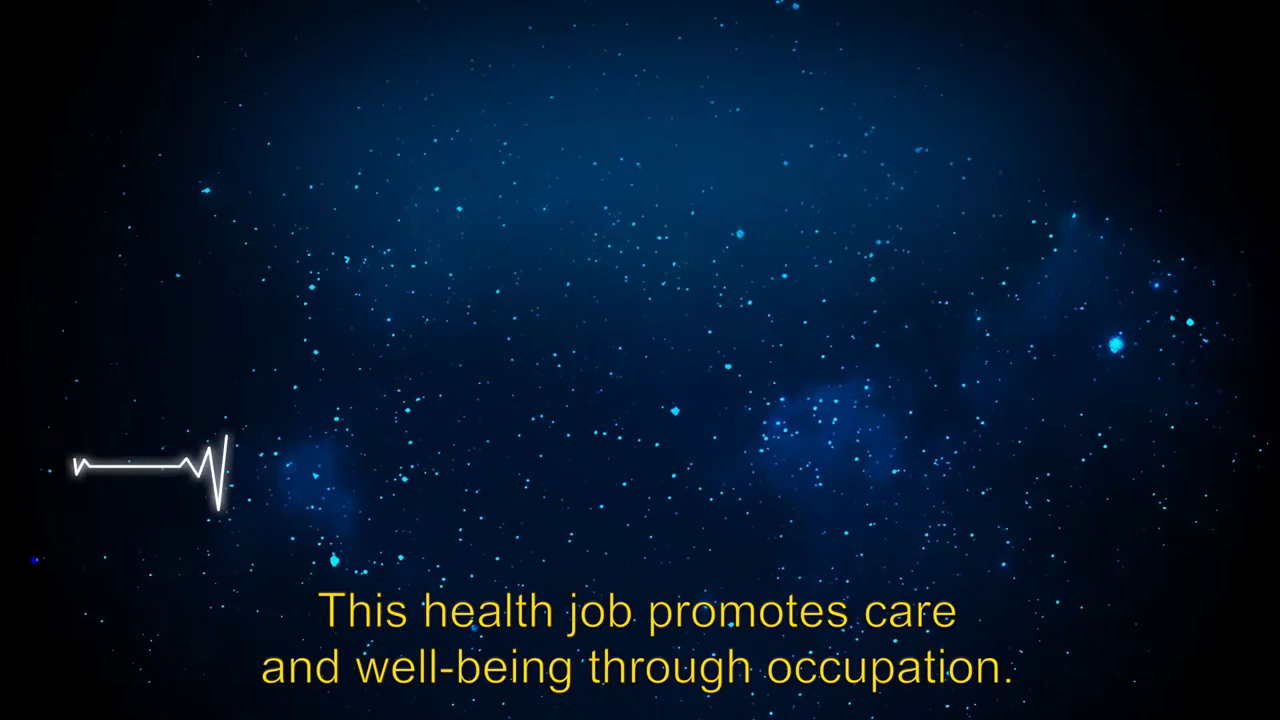 This health job promotes care
and well-being through occupation.